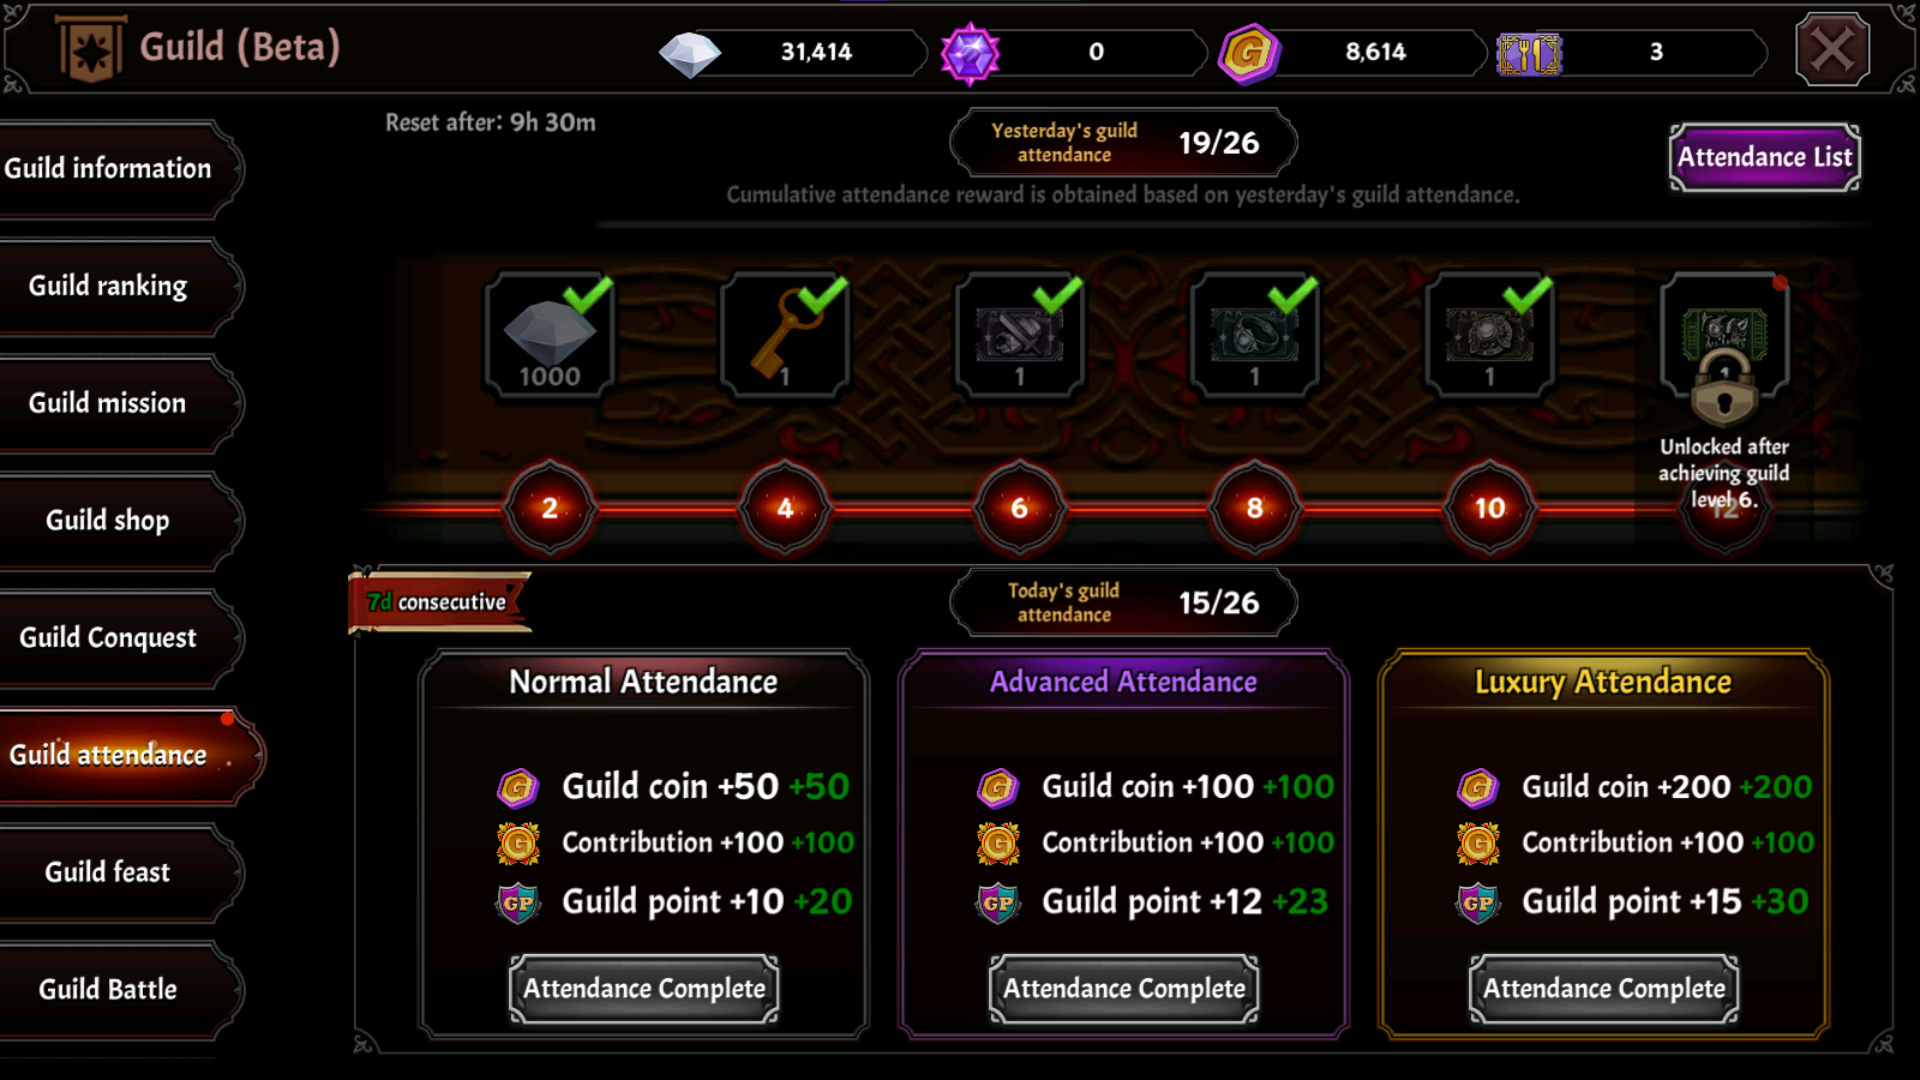 Guild (Beta)
31,414
0
8,614
3
Reset after: 9h 30m
Yesterday's guild
attendance
19/26
Attendance List
Cumulative attendance reward is obtained based on yesterday's guild attendance.
Guild information
Guild ranking
Guild mission
Guild shop
Guild Conquest
Guild attendance
Guild feast
Guild Battle
1000
1
1
1
1
1
Unlocked after
achieving guild
level 6.
2
4
6
8
10
12
7d consecutive
Today's guild
attendance
15/26
Normal Attendance
Guild coin +50 +50
Contribution +100 +100
GP
Guild point +10 +20
Attendance Complete
Advanced Attendance
Guild coin +100 +100
Contribution +100 +100
GP
Guild point +12 +23
Attendance Complete
Luxury Attendance
Guild coin +200 +200
Contribution +100 +100
GP
Guild point +15 +30
Attendance Complete